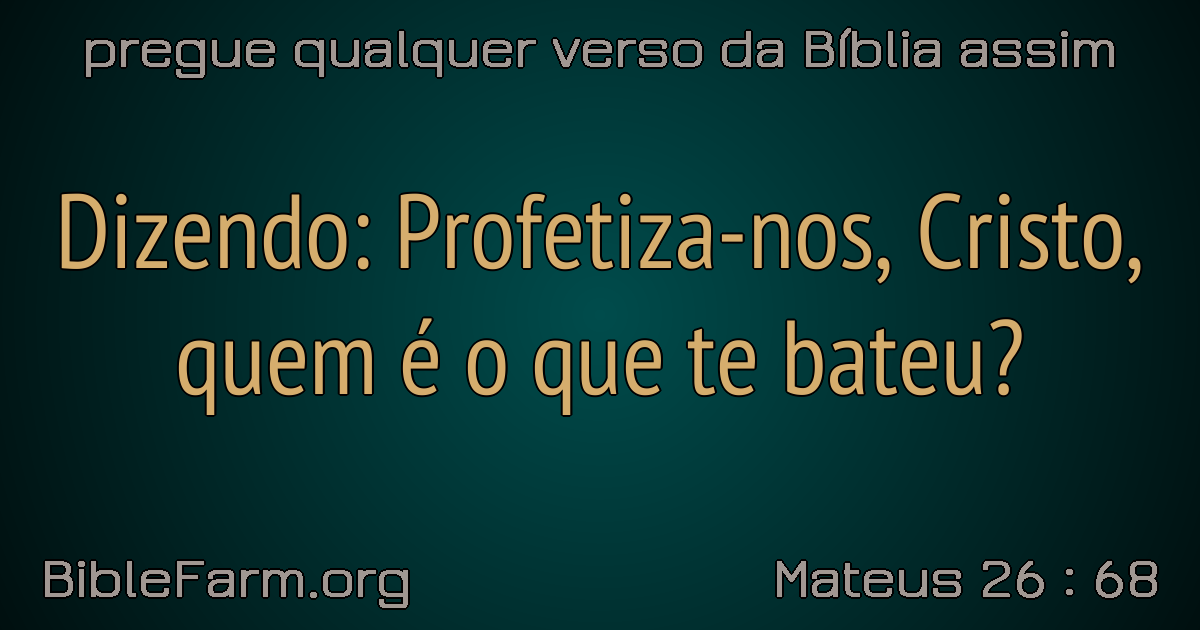 pregue qualquer verso da Bíblia assim
Dizendo: Profetiza-nos, Cristo,
quem é o que te bateu?
BibleFarm.org
Mateus 26 : 68